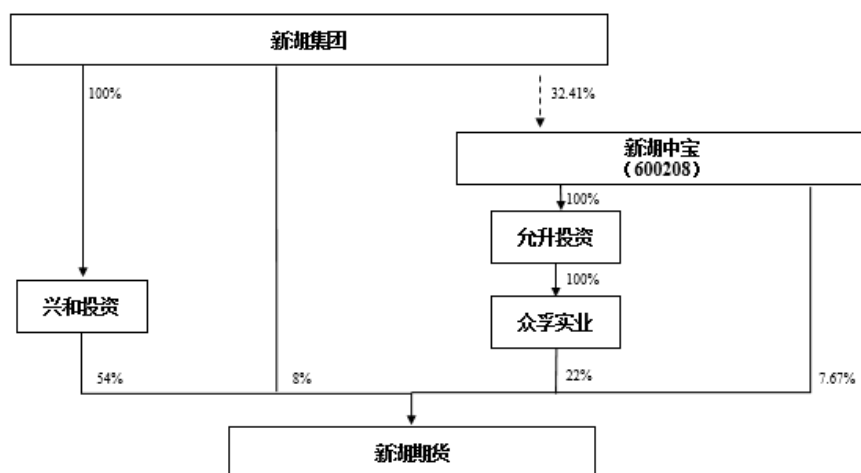 新湖集团
100%
32.41%
新湖中宝
（600208）
100%
允升投资
100%
兴和投资
众孚实业
54%
8%
22%
7.67%
新湖期货